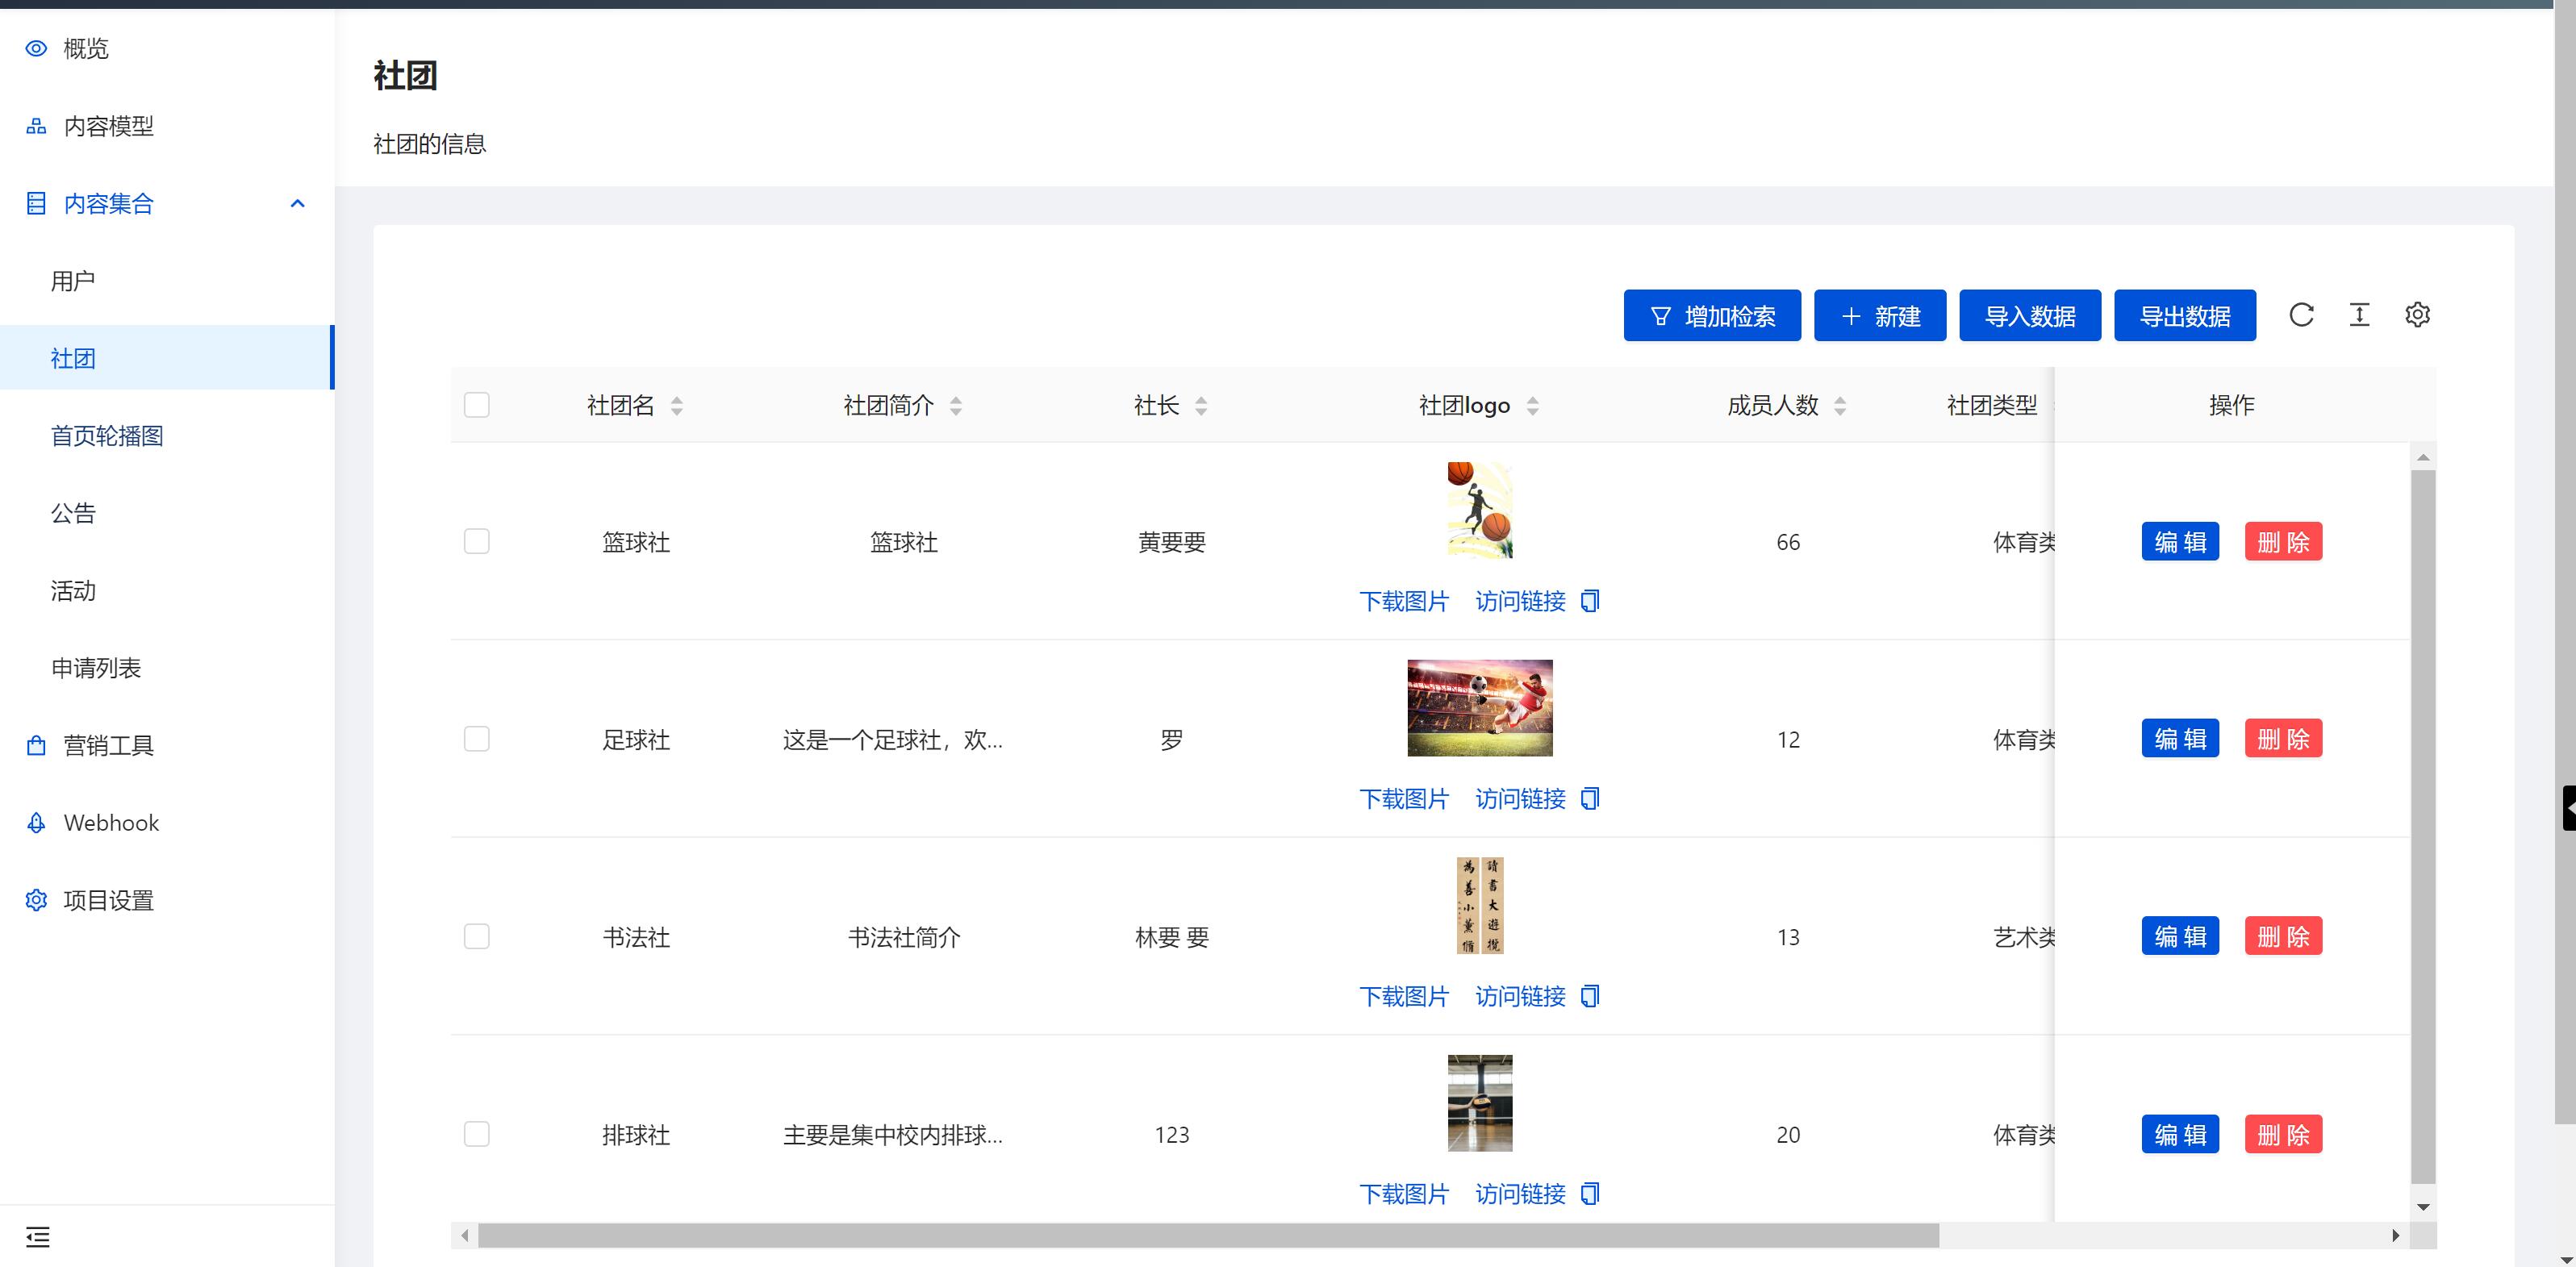 概览
内容模型
内容集合
用户
社团
首页轮播图
公告
活动
申请列表
营销工具
Webhook
项目设置
社团
社团的信息
增加检索 新建 导入数据 导出数据
社团名 社团简介 社长 社团logo 成员人数 社团类型 操作
篮球社 篮球社 黄要要 66 体育类 编辑 删除
下载图片 访问链接
足球社 这是一个足球社，欢... 罗 12 体育类 编辑 删除
下载图片 访问链接
為善小薰脩 讀書大遊攬
书法社 书法社简介 林要 要 13 艺术类 编辑 删除
下载图片 访问链接
排球社 主要是集中校内排球... 123 20 体育类 编辑 删除
下载图片 访问链接